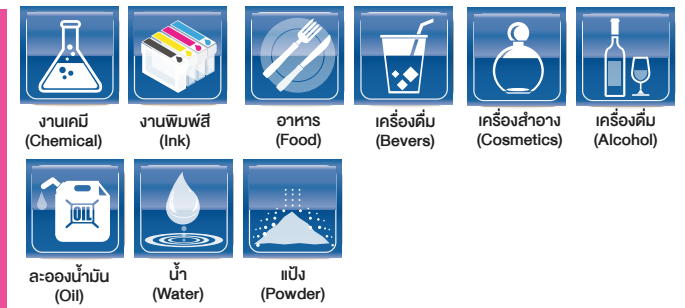 งานเคมี
(Chemical)
งานพิมพ์สี
(Ink)
อาหาร
(Food)
เครื่องดื่ม
(Bevers)
เครื่องสำอาง
(Cosmetics)
เครื่องดื่ม
(Alcohol)
OIL
ละอองน้ำมัน
(Oil)
น้ำ
(Water)
แป้ง
(Powder)